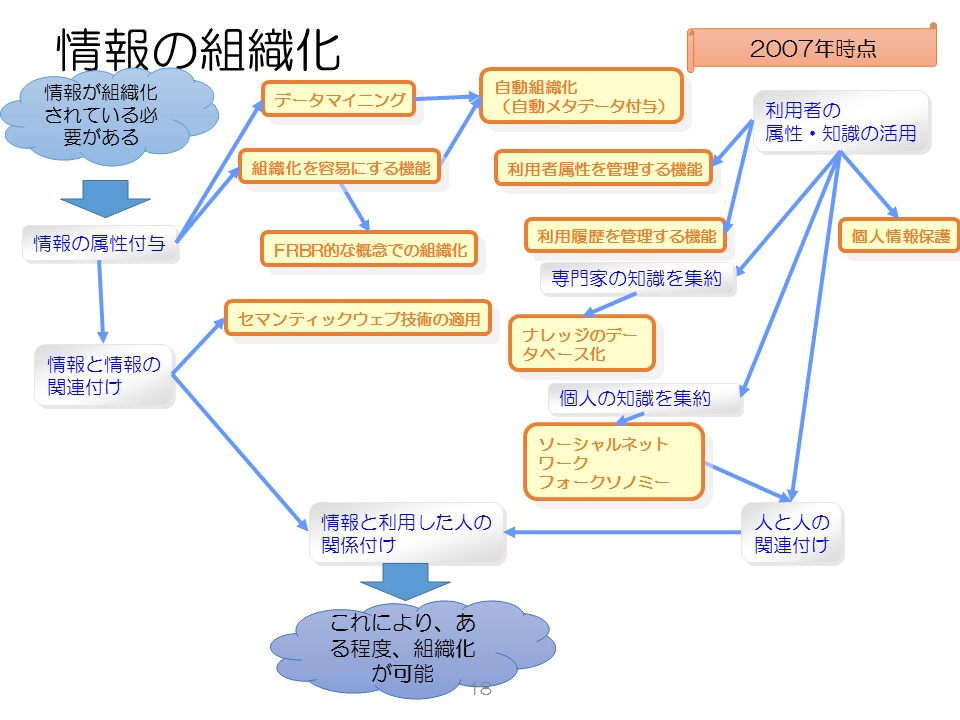 情報の組織化
2007年時点
情報が組織化
されている必
要がある
データマイニング
自動組織化
（自動メタデータ付与）
利用者の
属性・知識の活用
組織化を容易にする機能
利用者属性を管理する機能
情報の属性付与
FRBR的な概念での組織化
利用履歴を管理する機能
個人情報保護
専門家の知識を集約
セマンティックウェブ技術の適用
ナレッジのデー
タベース化
情報と情報の
関連付け
個人の知識を集約
ソーシャルネット
ワーク
フォークソノミー
情報と利用した人の
関係付け
人と人の
関連付け
これにより、あ
る程度、組織化
が可能
18